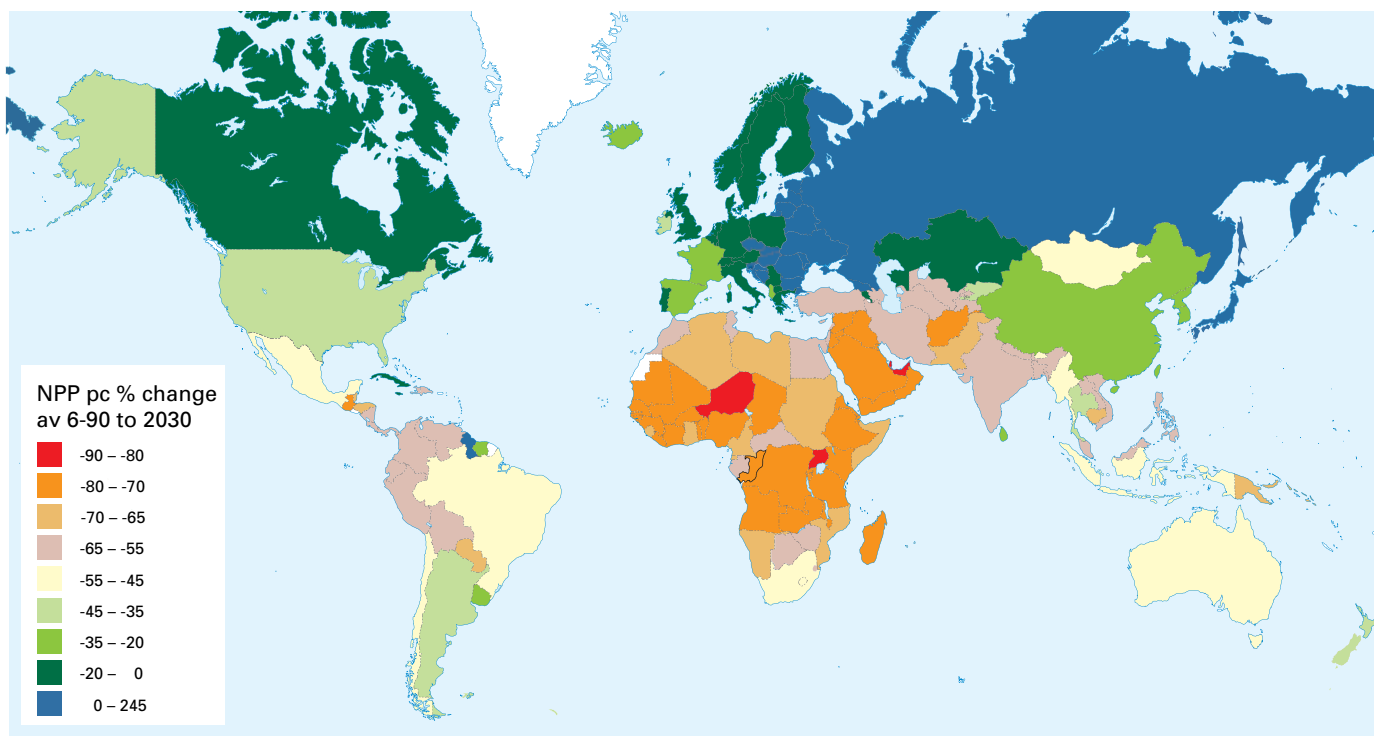 NPP pc % change
av 6-90 to 2030
-90 – -80
-80 – -70
-70 – -65
-65 – -55
-55 – -45
-45 – -35
-35 – -20
-20 – 0
0 – 245